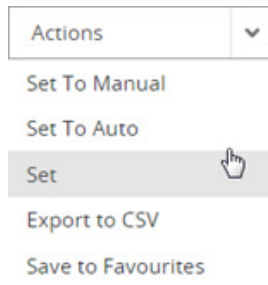 Actions
Set To Manual
Set To Auto
Set
Export to CSV
Save to Favourites